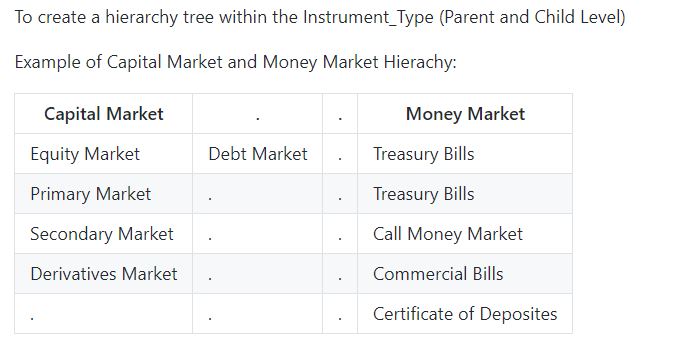 To create a hierarchy tree within the Instrument_Type (Parent and Child Level)
Example of Capital Market and Money Market Hierachy:
Capital Market . . Money Market
Equity Market Debt Market . Treasury Bills
Primary Market . . Treasury Bills
Secondary Market . . Call Money Market
Derivatives Market . . Commercial Bills
. . . Certificate of Deposites